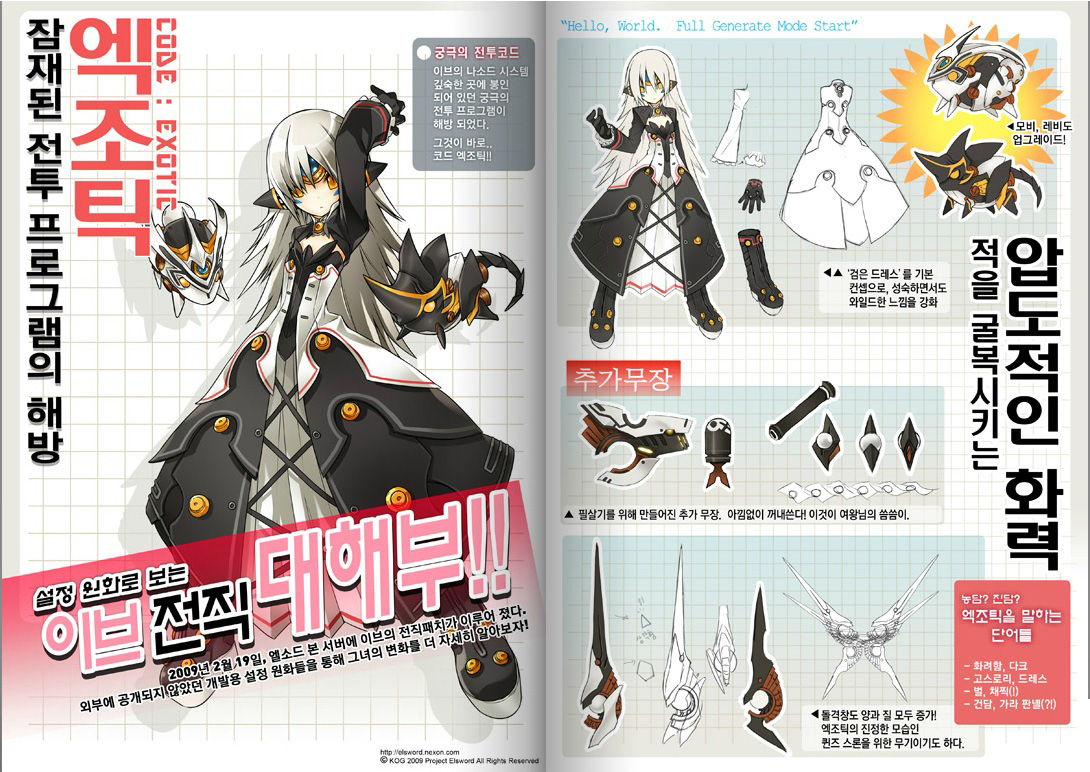 잠재된 전투 프로그램의 해방
엑조틱
CODE : EXOTIC
궁극의 전투코드
이브의 나소드 시스템
깊숙한 곳에 봉인
되어 있던 궁극의
전투 프로그램이
해방 되었다.
그것이 바로..
코드 엑조틱!!
설정 원화로 보는
이브 전직 대해부!!
2009년 2월 19일, 엘소드 본 서버에 이브의 전직패치가 이루어 졌다.
외부에 공개되지 않았던 개발용 설정 원화들을 통해 그녀의 변화를 더 자세히 알아보자!
http://elsword.nexon.com
© KOG 2009 Project Elsword All Rights Reserved
"Hello, World. Full Generate Mode Start"
◀모비, 레비도
업그레이드!
◀▲ '검은 드레스' 를 기본
컨셉으로, 성숙하면서도
와일드한 느낌을 강화
적을 굴복시키는
압도적인 화력
추가무장
▲ 필살기를 위해 만들어진 추가 무장. 아낌없이 꺼내쓴다! 이것이 여왕님의 씀씀이.
◀ 돌격창도 양과 질 모두 증가!
엑조틱의 진정한 모습인
퀸즈 스론을 위한 무기이기도 하다.
농담? 진담?
엑조틱을 말하는
단어들
- 화려함, 다크
- 고스로리, 드레스
- 벌, 채찍(!)
- 건담, 가라 판넬(?!)